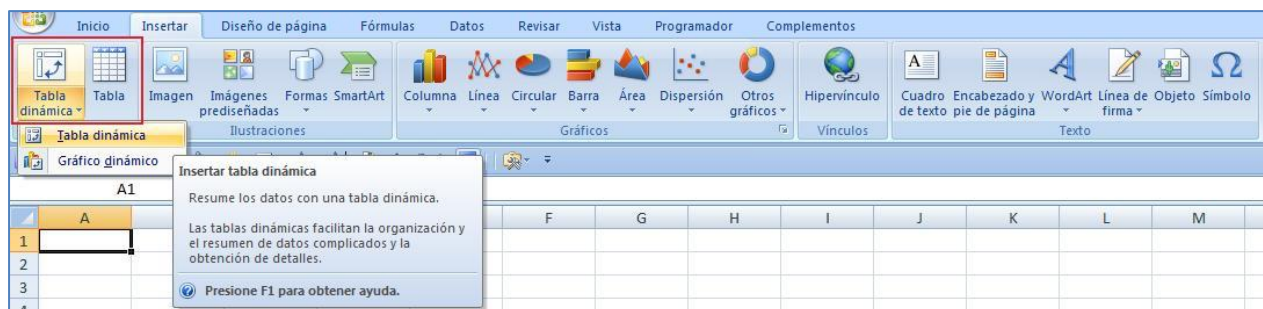 Inicio Insertar Diseño de página Fórmulas Datos Revisar Vista Programador Complementos
Tabla dinámica Tabla Imagen Imágenes prediseñadas Formas SmartArt Columna Línea Circular Barra Área Dispersión Otros gráficos Hipervínculo Cuadro de texto Encabezado y pie de página WordArt Línea de firma Objeto Símbolo
Ilustraciones Gráficos Vínculos Texto
Tabla dinámica
Gráfico dinámico
Insertar tabla dinámica
A1
Resume los datos con una tabla dinámica.
Las tablas dinámicas facilitan la organización y
el resumen de datos complicados y la
obtención de detalles.
Presione F1 para obtener ayuda.
A F G H I J K L M
1
2
3